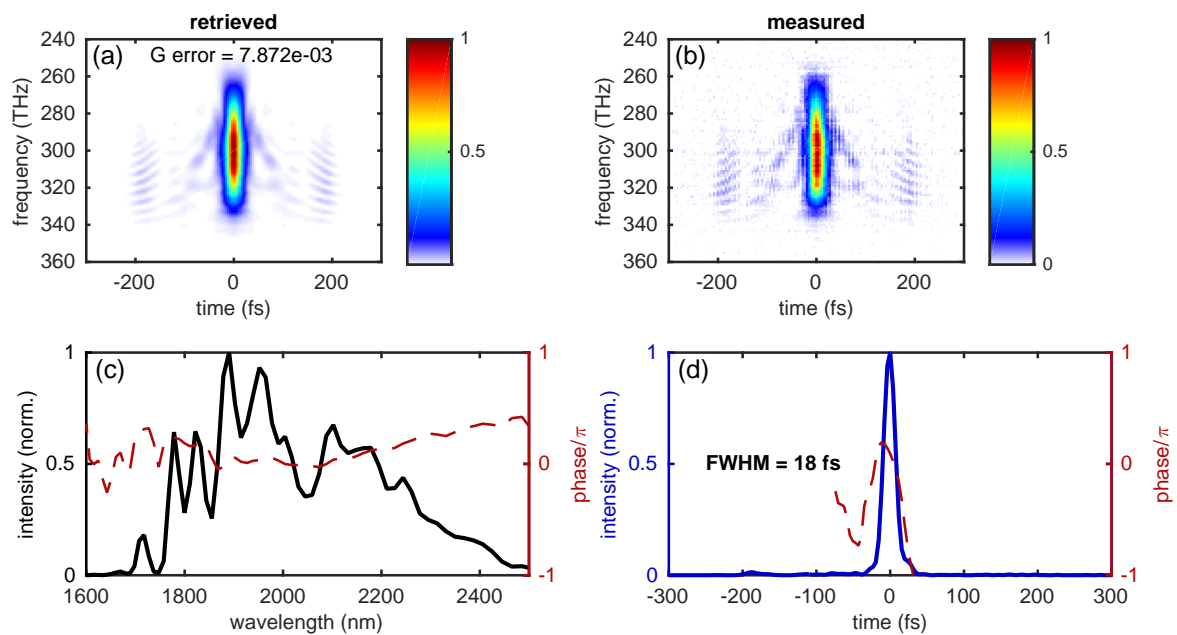 retrieved
(a)
G error = 7.872e-03
240
260
280
300
320
340
360
frequency (THz)
-200
0
200
time (fs)
1
0.5
measured
(b)
240
260
280
300
320
340
360
frequency (THz)
-200
0
200
time (fs)
1
0.5
0
(c)
1
0.5
0
intensity (norm.)
1600
1800
2000
2200
2400
wavelength (nm)
1
0
-1
phase/π
(d)
FWHM = 18 fs
1
0.5
0
intensity (norm.)
-300
-200
-100
0
100
200
300
time (fs)
1
0
-1
phase/π